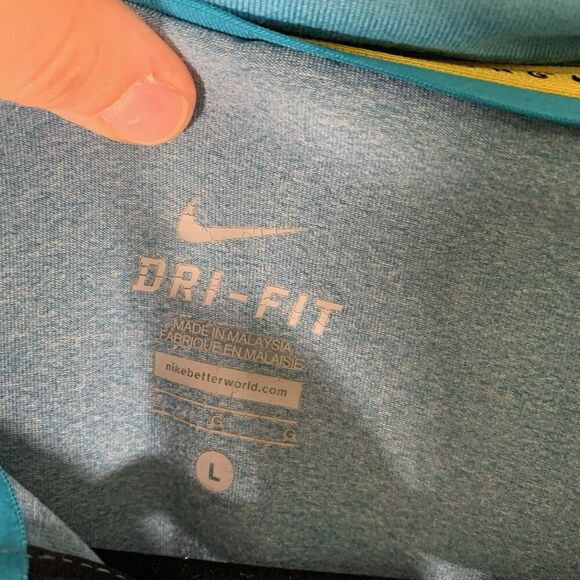 DRI-FIT
MADE IN MALAYSIA
FABRIQUE EN MALAISIE
nikebetterworld.com
G G
L